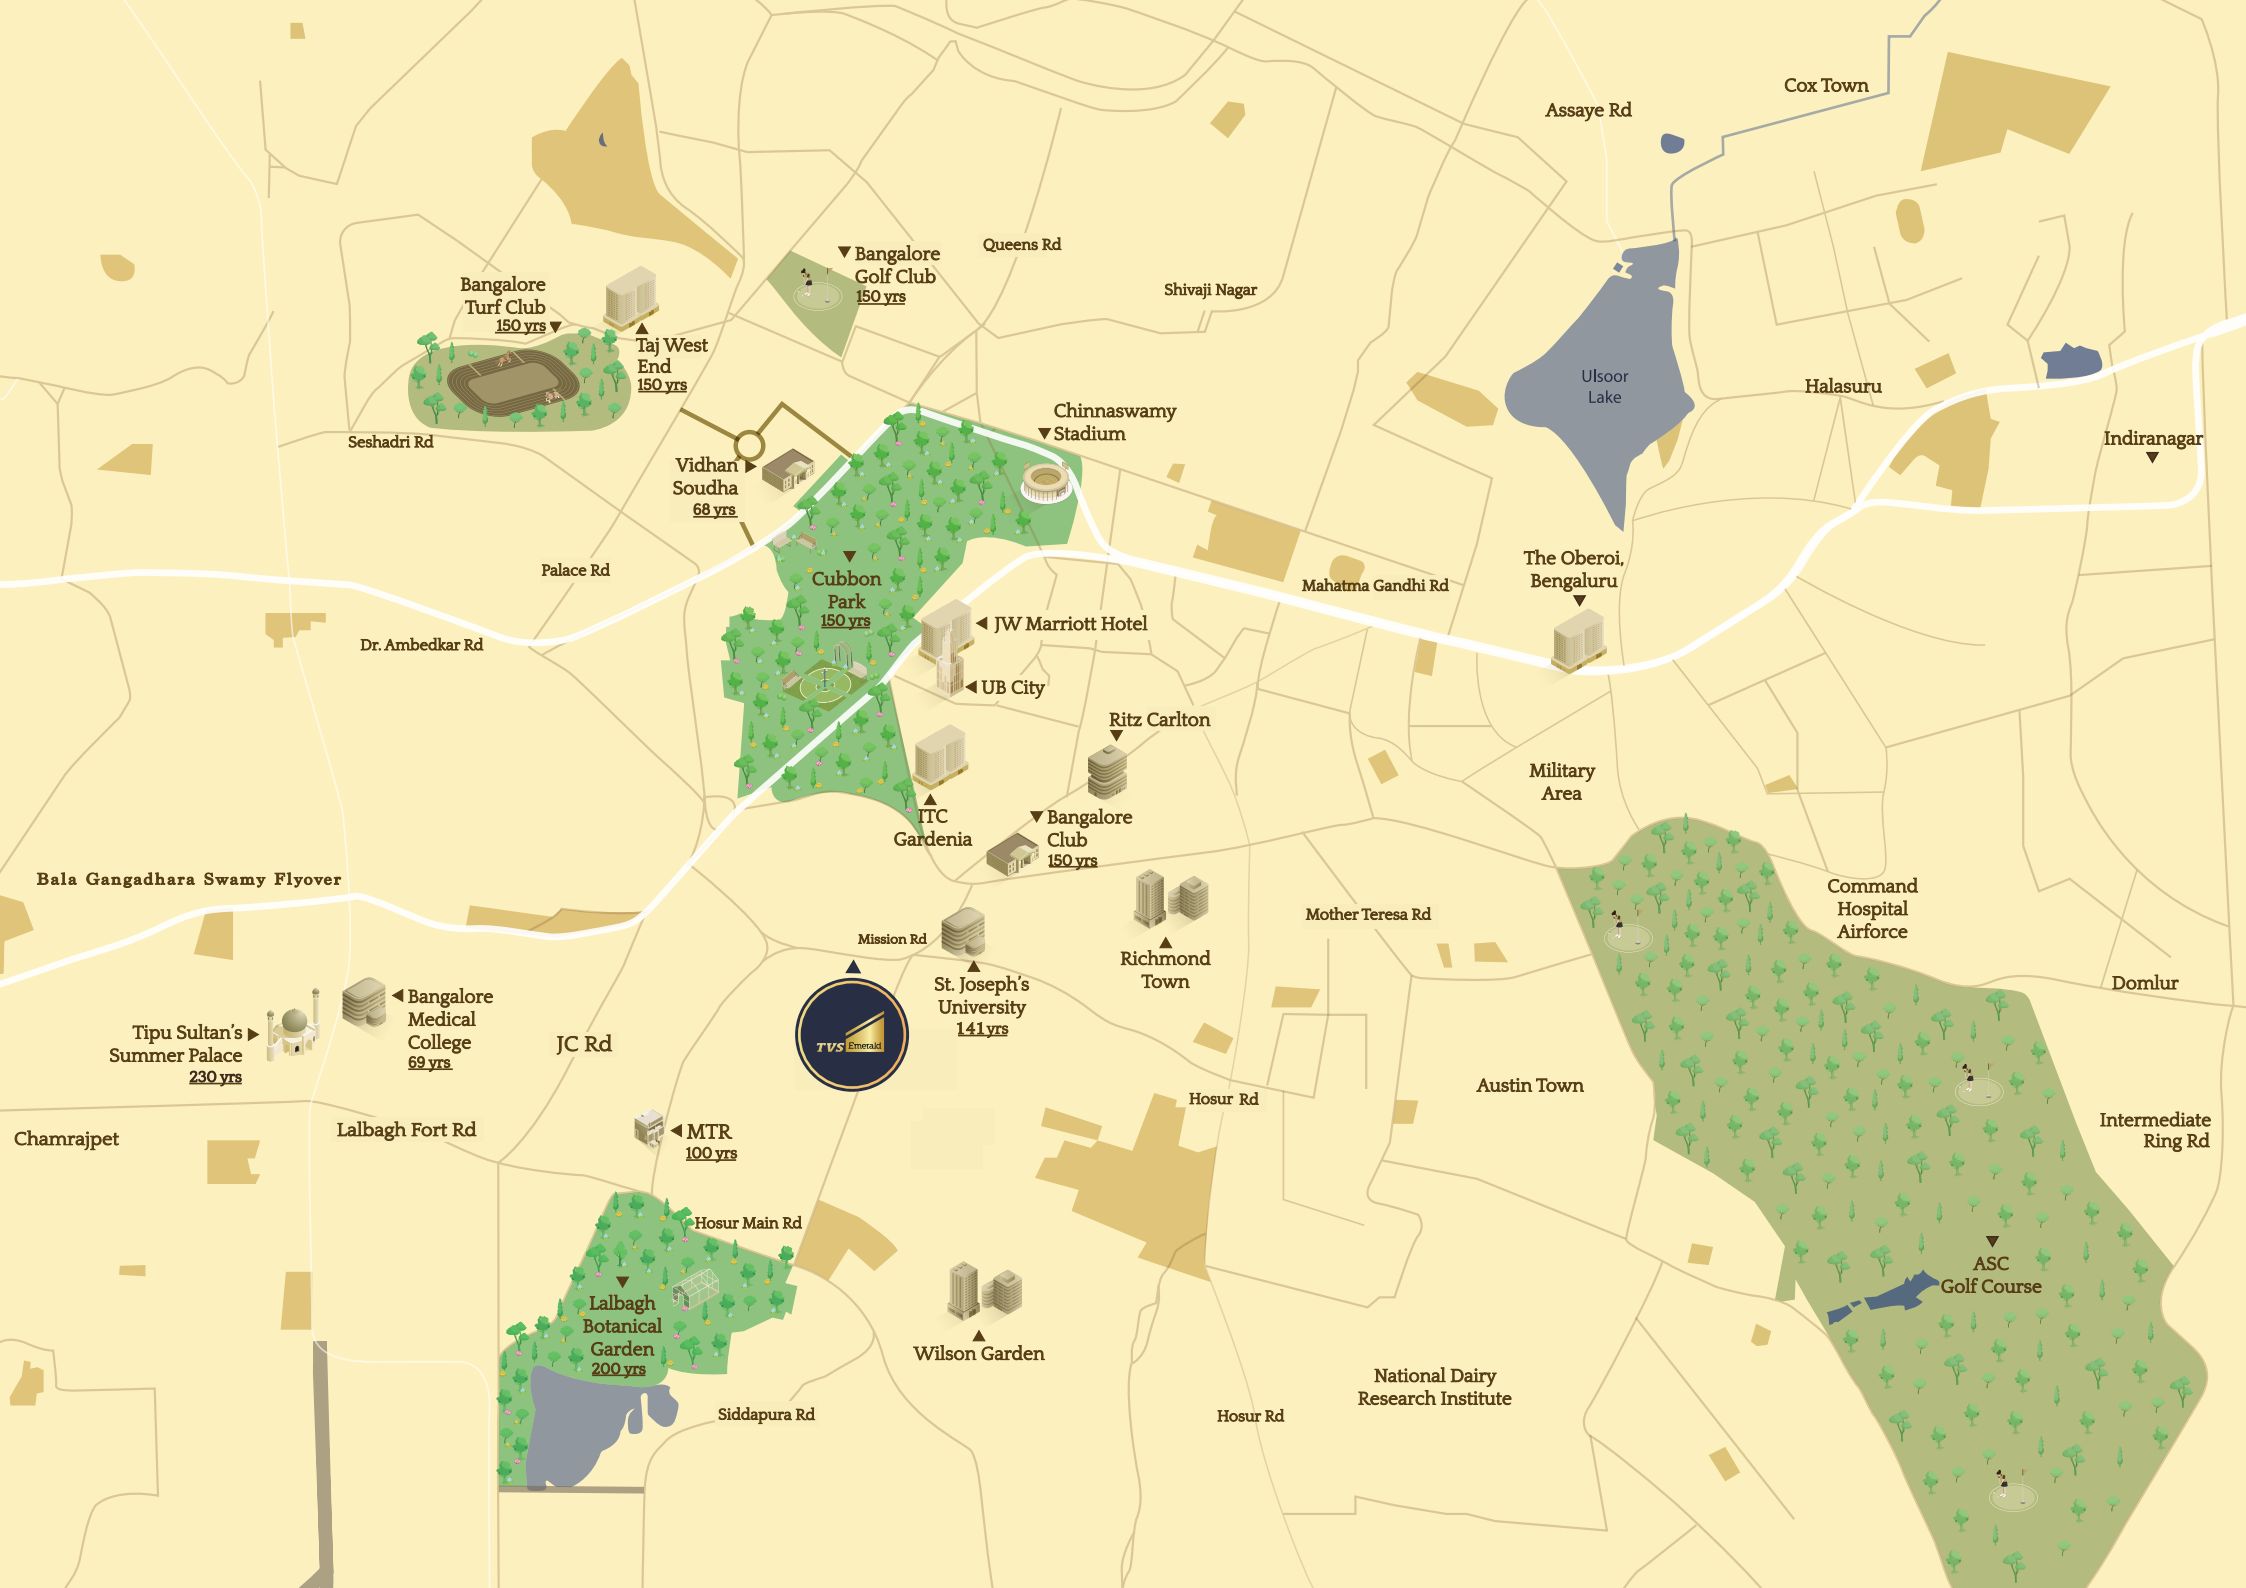 Cox Town
Assaye Rd
Queens Rd
Bangalore
Golf Club
150 yrs
Shivaji Nagar
Bangalore
Turf Club
150 yrs
Taj West
End
150 yrs
Ulsoor
Lake
Halasuru
Indiranagar
Seshadri Rd
Chinnaswamy
Stadium
Vidhan
Soudha
68 yrs
Palace Rd
Cubbon
Park
150 yrs
The Oberoi,
Bengaluru
Mahatma Gandhi Rd
Dr. Ambedkar Rd
JW Marriott Hotel
UB City
Ritz Carlton
Military
Area
ITC
Gardenia
Bangalore
Club
150 yrs
Bala Gangadhara Swamy Flyover
Command
Hospital
Airforce
Mother Teresa Rd
Mission Rd
Richmond
Town
St. Joseph's
University
141 yrs
Domlur
Bangalore
Medical
College
69 yrs
Tipu Sultan's
Summer Palace
230 yrs
JC Rd
TVS Emerald
Austin Town
Hosur Rd
Intermediate
Ring Rd
Chamrajpet
Lalbagh Fort Rd
MTR
100 yrs
Hosur Main Rd
ASC
Golf Course
Lalbagh
Botanical
Garden
200 yrs
Wilson Garden
National Dairy
Research Institute
Siddapura Rd
Hosur Rd